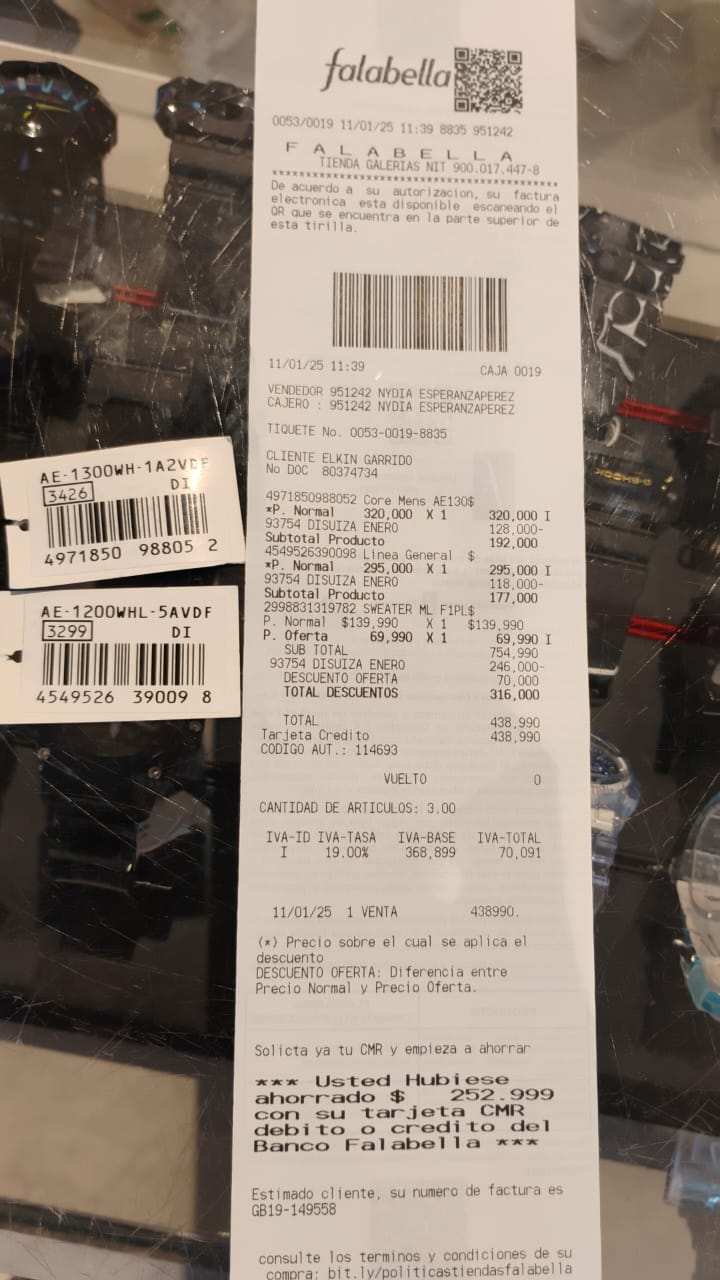 falabella
0053/0019 11/01/25 11:39 8835 951242
F A L A B E L L A
TIENDA GALERIAS NIT 900.017.447-8
******************************************
De acuerdo a su autorizacion, su factura
electronica esta disponible escaneando el
QR que se encuentra en la parte superior de
esta tirilla.
11/01/25 11:39 CAJA 0019
VENDEDOR 951242 NYDIA ESPERANZAPEREZ
CAJERO : 951242 NYDIA ESPERANZAPEREZ
TIQUETE No. 0053-0019-8835
CLIENTE ELKIN GARRIDO
No DOC 80374734
4971850988052 Core Mens AE130$
*P. Normal 320,000 X 1 320,000 I
93754 DISUIZA ENERO 128,000-
Subtotal Producto 192,000
4549526390098 Linea General $
*P. Normal 295,000 X 1 295,000 I
93754 DISUIZA ENERO 118,000-
Subtotal Producto 177,000
2998831319782 SWEATER ML F1PL$
P. Normal $139,990 X 1 $139,990
P. Oferta 69,990 X 1 69,990 I
SUB TOTAL 754,990
93754 DISUIZA ENERO 246,000-
DESCUENTO OFERTA 70,000
TOTAL DESCUENTOS 316,000
TOTAL 438,990
Tarjeta Credito 438,990
CODIGO AUT.: 114693
VUELTO 0
CANTIDAD DE ARTICULOS: 3.00
IVA-ID IVA-TASA IVA-BASE IVA-TOTAL
I 19.00% 368,899 70,091
11/01/25 1 VENTA 438990.
(*) Precio sobre el cual se aplica el
descuento
DESCUENTO OFERTA: Diferencia entre
Precio Normal y Precio Oferta.
Solicta ya tu CMR y empieza a ahorrar
*** Usted Hubiese
ahorrado $ 252.999
con su tarjeta CMR
debito o credito del
Banco Falabella ***
Estimado cliente, su numero de factura es
GB19-149558
consulte los terminos y condiciones de su
compra: bit.ly/politicastiendasfalabella
AE-1300WH-1A2VDF
3426 DI
4971850 98805 2
AE-1200WHL-5AVDF
3299 DI
4549526 39009 8
G-SHOCK